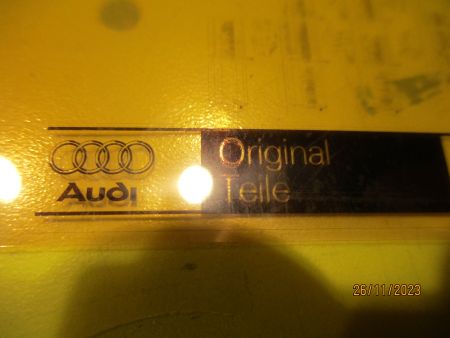 Audi
Original
Teile
26/11/2023